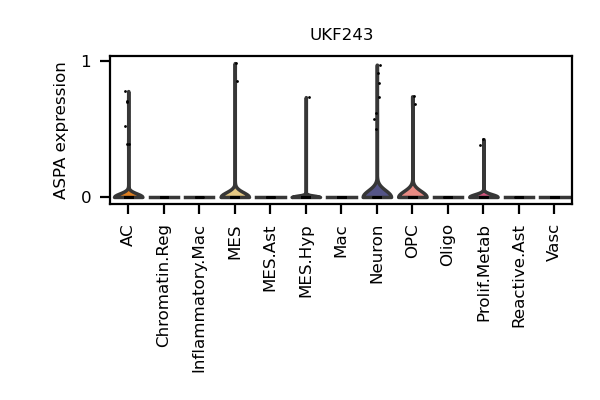 UKF243
ASPA expression
1
0
AC
Chromatin.Reg
Inflammatory.Mac
MES
MES.Ast
MES.Hyp
Mac
Neuron
OPC
Oligo
Prolif.Metab
Reactive.Ast
Vasc